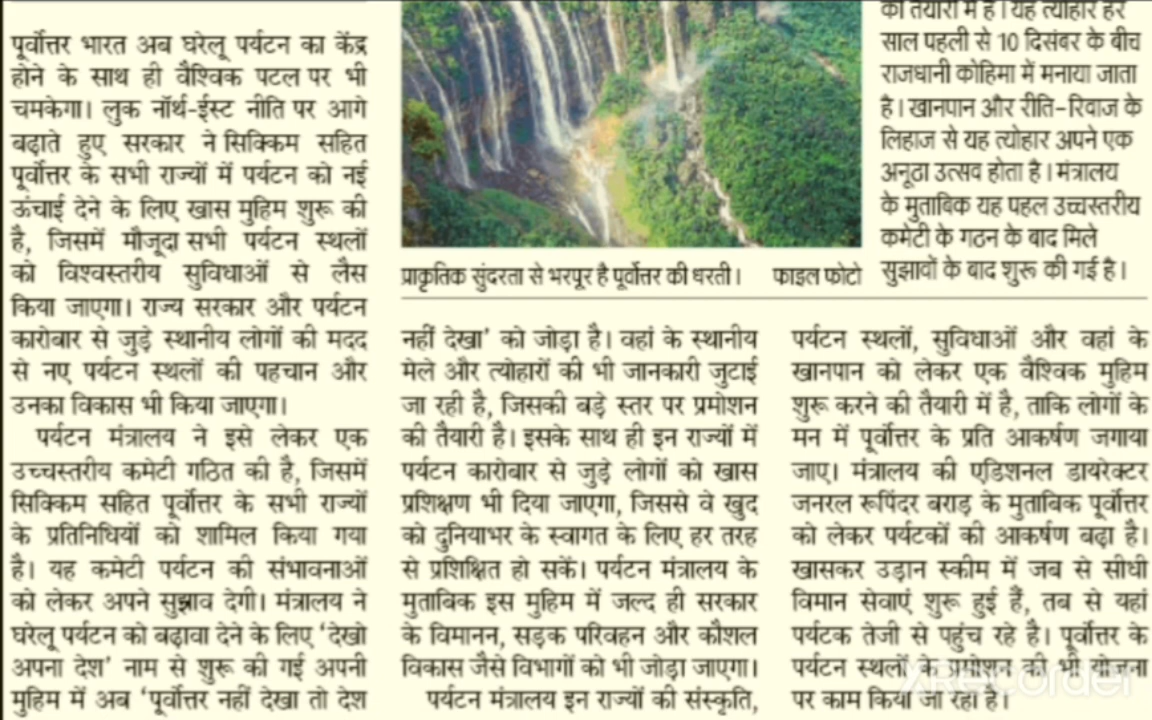 पूर्वोत्तर भारत अब घरेलू पर्यटन का केंद्र
होने के साथ ही वैश्विक पटल पर भी
चमकेगा। लुक नॉर्थ-ईस्ट नीति पर आगे
बढ़ाते हुए सरकार ने सिक्किम सहित
पूर्वोत्तर के सभी राज्यों में पर्यटन को नई
ऊंचाई देने के लिए खास मुहिम शुरू की
है, जिसमें मौजूदा सभी पर्यटन स्थलों
को विश्वस्तरीय सुविधाओं से लैस
किया जाएगा। राज्य सरकार और पर्यटन
कारोबार से जुड़े स्थानीय लोगों की मदद
से नए पर्यटन स्थलों की पहचान और
उनका विकास भी किया जाएगा।
पर्यटन मंत्रालय ने इसे लेकर एक
उच्चस्तरीय कमेटी गठित की है, जिसमें
सिक्किम सहित पूर्वोत्तर के सभी राज्यों
के प्रतिनिधियों को शामिल किया गया
है। यह कमेटी पर्यटन की संभावनाओं
को लेकर अपने सुझाव देगी। मंत्रालय ने
घरेलू पर्यटन को बढ़ावा देने के लिए 'देखो
अपना देश' नाम से शुरू की गई अपनी
मुहिम में अब 'पूर्वोत्तर नहीं देखा तो देश
प्राकृतिक सुंदरता से भरपूर है पूर्वोत्तर की धरती। फाइल फोटो
नहीं देखा' को जोड़ा है। वहां के स्थानीय
मेले और त्योहारों की भी जानकारी जुटाई
जा रही है, जिसकी बड़े स्तर पर प्रमोशन
की तैयारी है। इसके साथ ही इन राज्यों में
पर्यटन कारोबार से जुड़े लोगों को खास
प्रशिक्षण भी दिया जाएगा, जिससे वे खुद
को दुनियाभर के स्वागत के लिए हर तरह
से प्रशिक्षित हो सकें। पर्यटन मंत्रालय के
मुताबिक इस मुहिम में जल्द ही सरकार
के विमानन, सड़क परिवहन और कौशल
विकास जैसे विभागों को भी जोड़ा जाएगा।
पर्यटन मंत्रालय इन राज्यों की संस्कृति,
की तैयारी में है। यह त्योहार हर
साल पहली से 10 दिसंबर के बीच
राजधानी कोहिमा में मनाया जाता
है। खानपान और रीति-रिवाज के
लिहाज से यह त्योहार अपने एक
अनूठा उत्सव होता है। मंत्रालय
के मुताबिक यह पहल उच्चस्तरीय
कमेटी के गठन के बाद मिले
सुझावों के बाद शुरू की गई है।
पर्यटन स्थलों, सुविधाओं और वहां के
खानपान को लेकर एक वैश्विक मुहिम
शुरू करने की तैयारी में है, ताकि लोगों के
मन में पूर्वोत्तर के प्रति आकर्षण जगाया
जाए। मंत्रालय की एडिशनल डायरेक्टर
जनरल रूपिंदर बराड़ के मुताबिक पूर्वोत्तर
को लेकर पर्यटकों की आकर्षण बढ़ा है।
खासकर उड़ान स्कीम में जब से सीधी
विमान सेवाएं शुरू हुई हैं, तब से यहां
पर्यटक तेजी से पहुंच रहे है। पूर्वोत्तर के
पर्यटन स्थलों के प्रमोशन की भी योजना
पर काम किया जा रहा है।
XRecorder